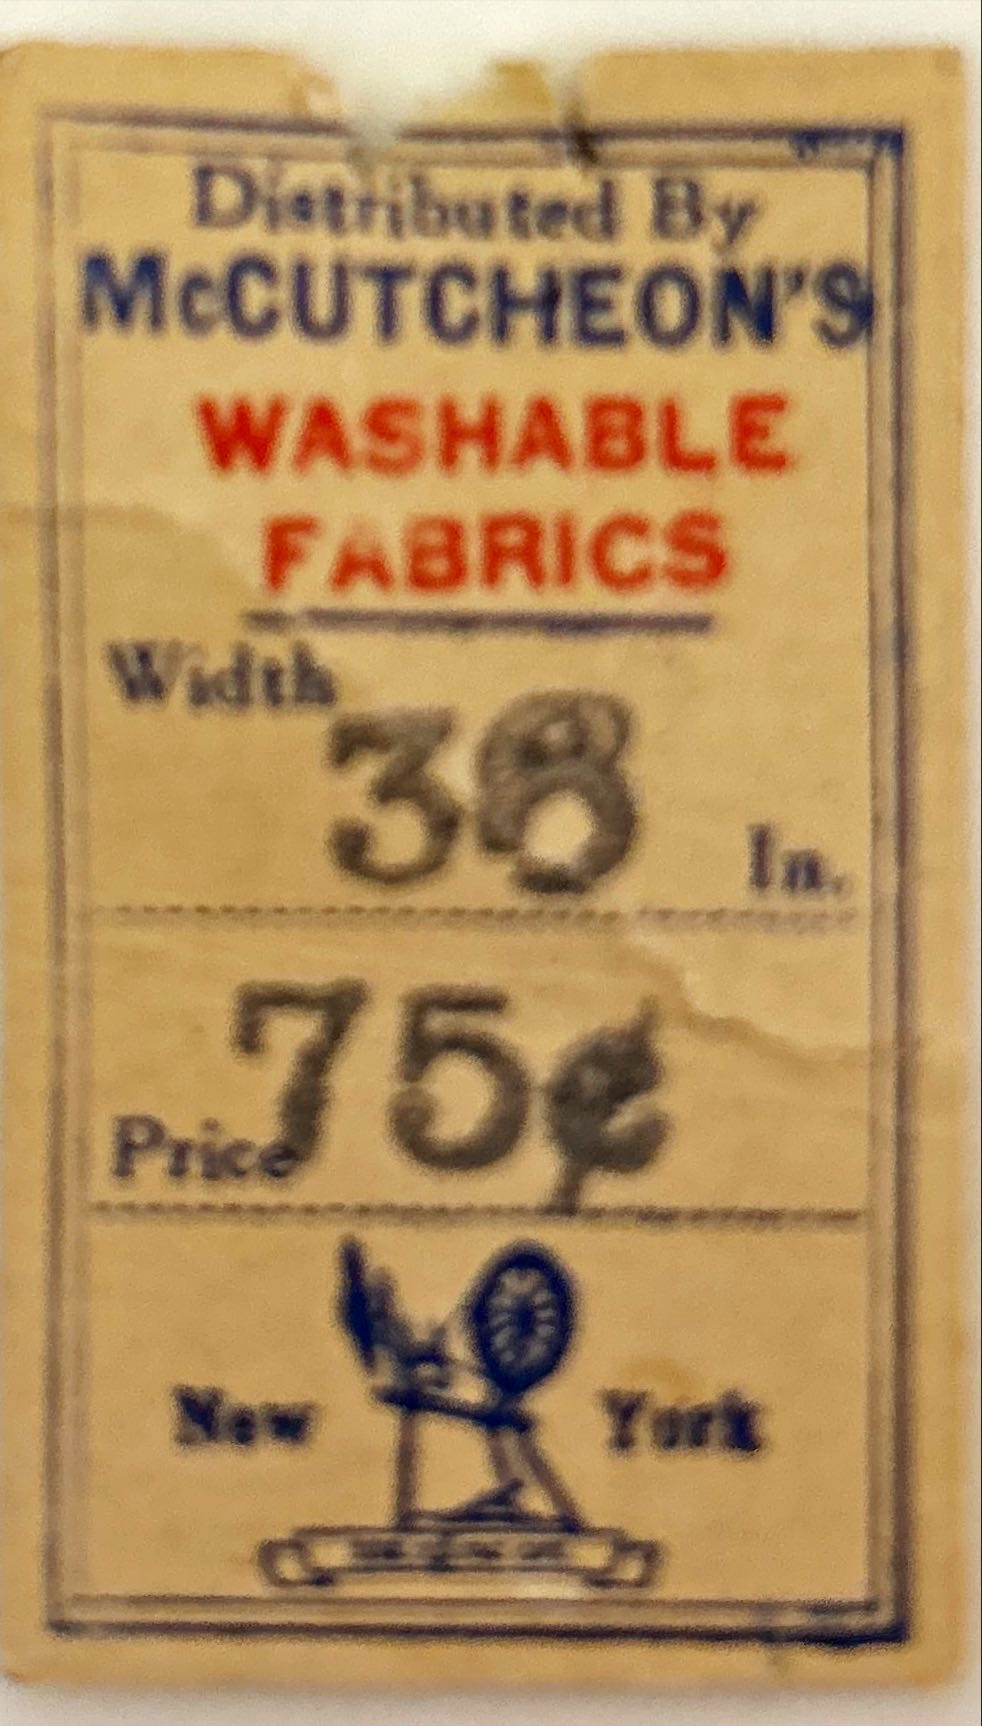 Distributed By
McCUTCHEON'S
WASHABLE
FABRICS
Width 38 In.
Price 75¢
New York